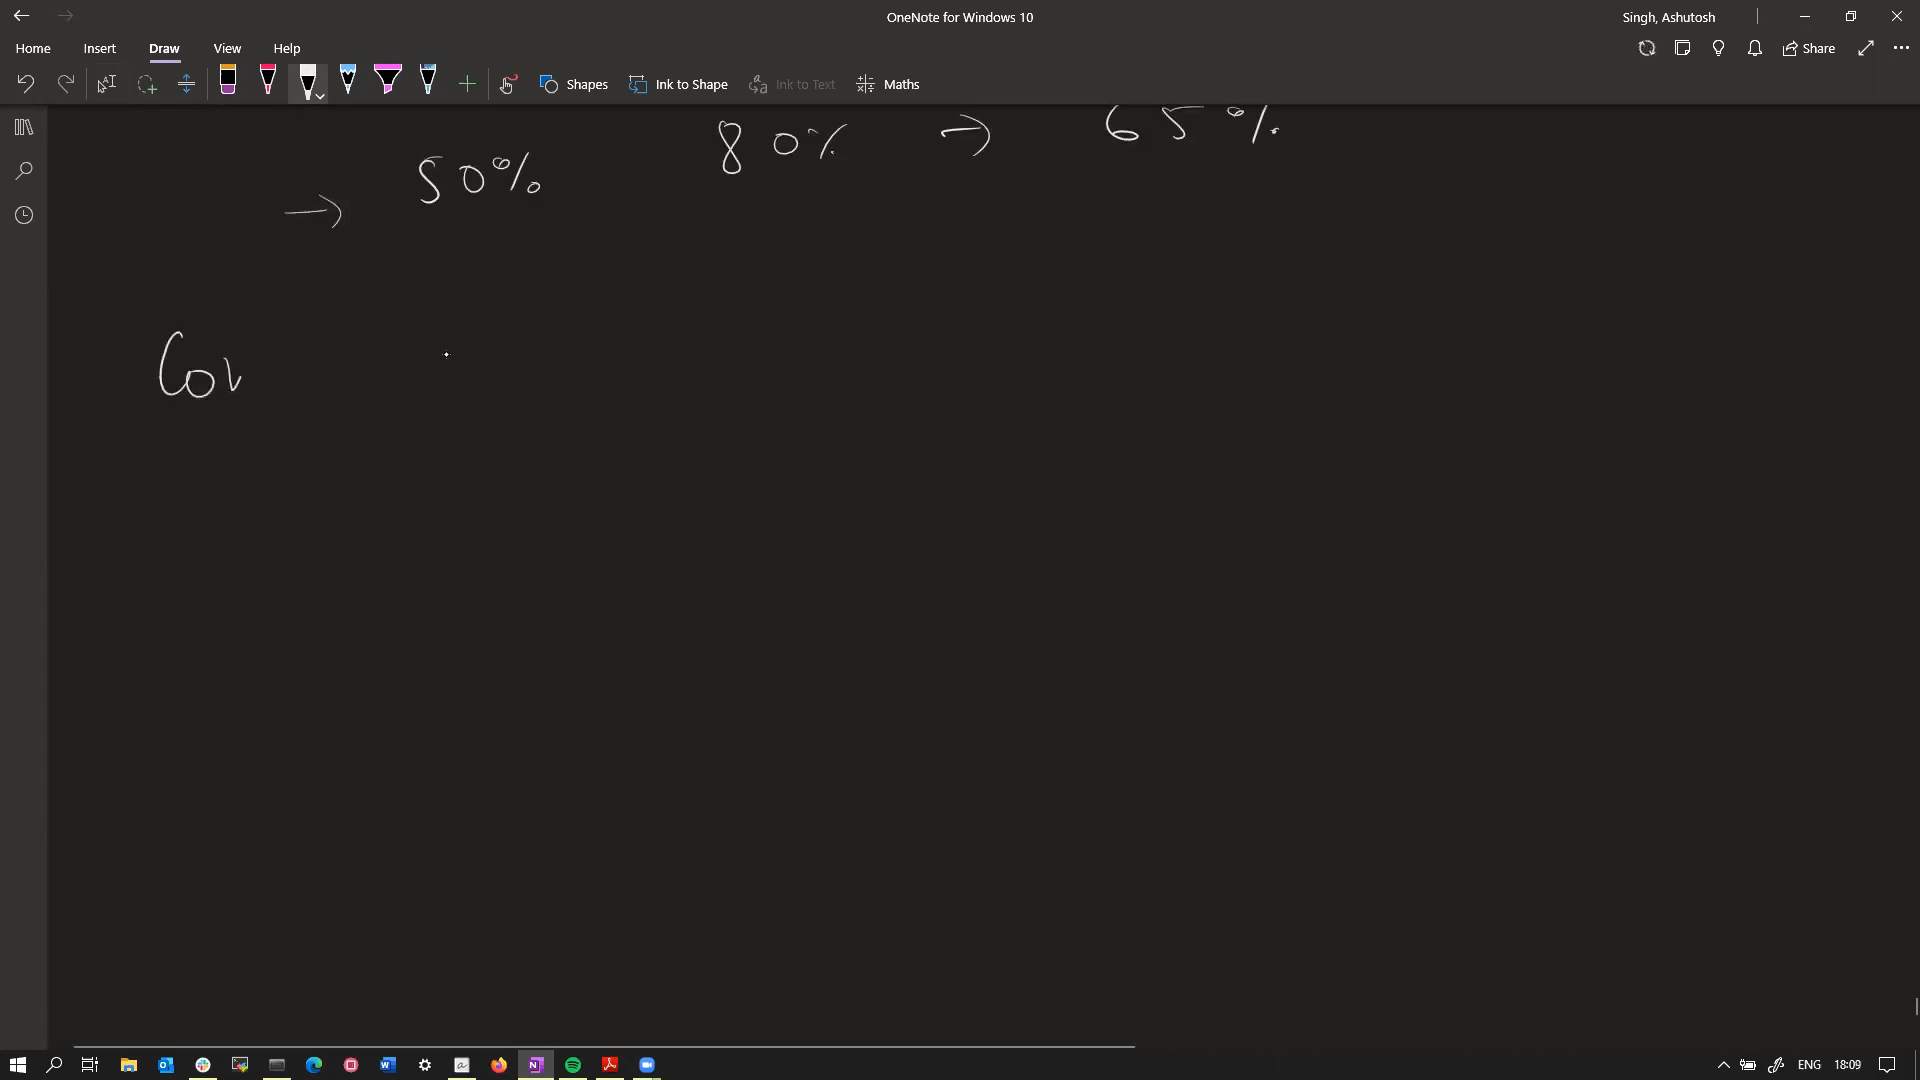 OneNote for Windows 10
Singh, Ashutosh
Home Insert Draw View Help
Share
Shapes Ink to Shape Ink to Text Maths
80% → 65%
→ 50%
Cov
ENG 18:09